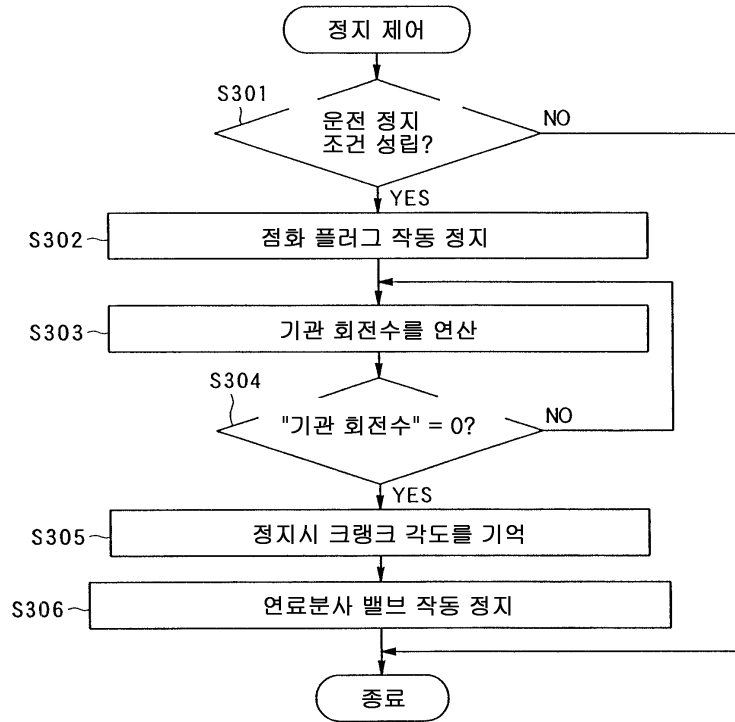 정지 제어
S301
운전 정지
조건 성립?
NO
YES
S302
점화 플러그 작동 정지
S303
기관 회전수를 연산
S304
"기관 회전수" = 0?
NO
YES
S305
정지시 크랭크 각도를 기억
S306
연료분사 밸브 작동 정지
종료